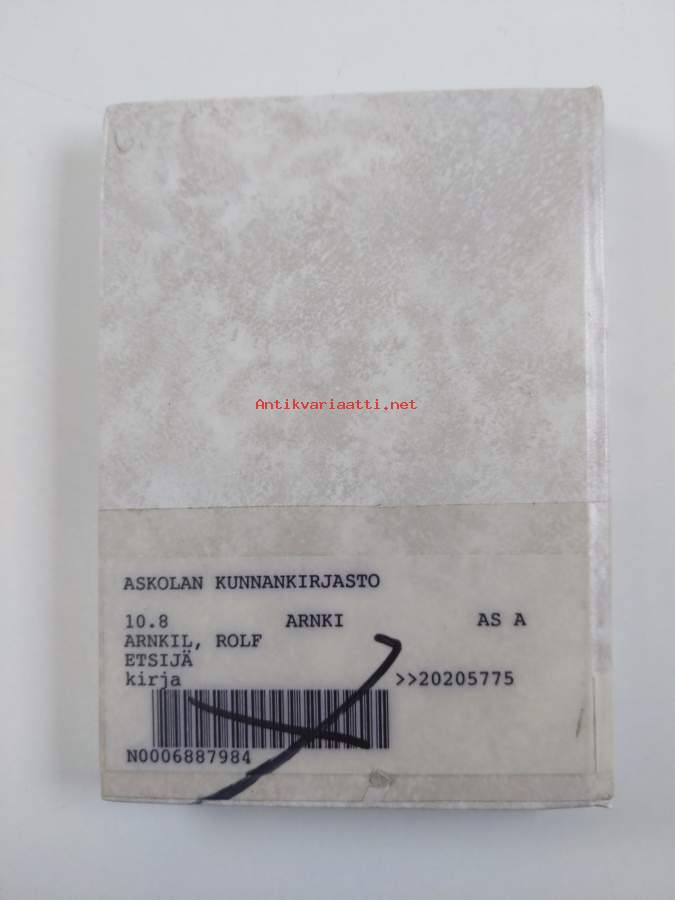 Antikvariaatti.net
ASKOLAN KUNNANKIRJASTO
10.8 ARNKI AS A
ARNKIL, ROLF
ETSIJÄ
kirja >>20205775
N0006887984